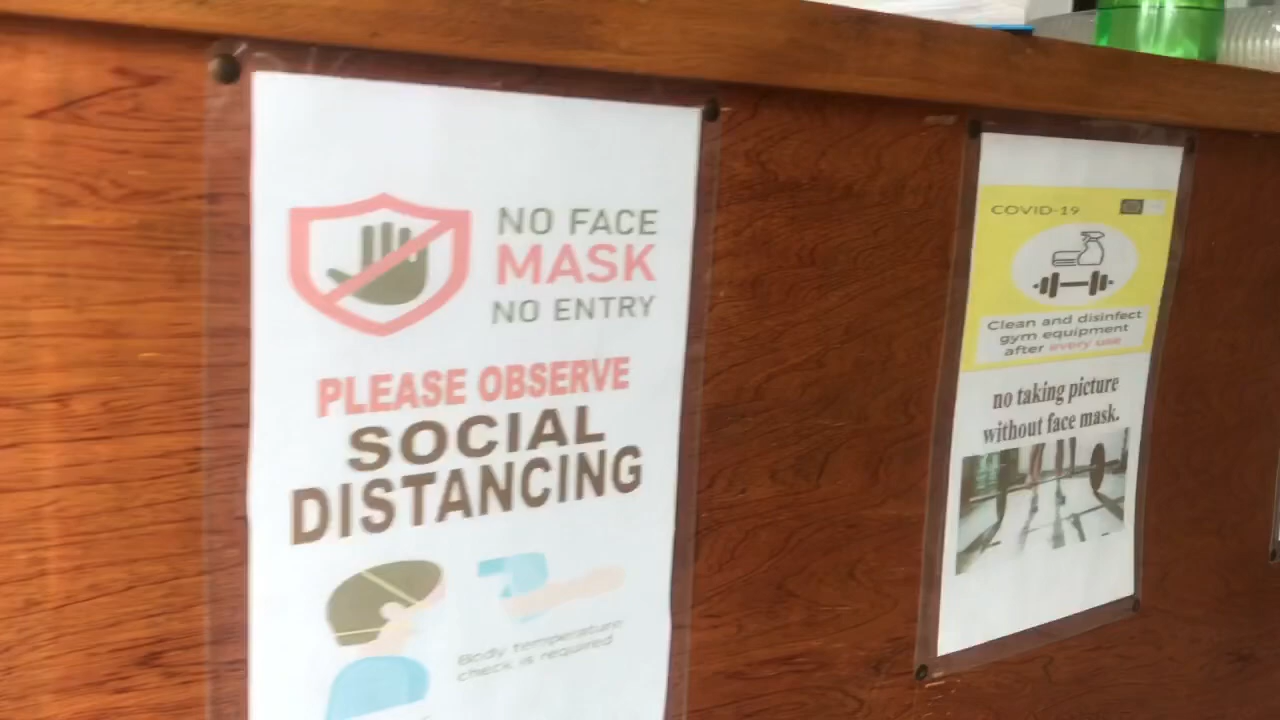 NO FACE
MASK
NO ENTRY
PLEASE OBSERVE
SOCIAL
DISTANCING
Body temperature
check is required
COVID-19
Clean and disinfect
gym equipment
after every use
no taking picture
without face mask.